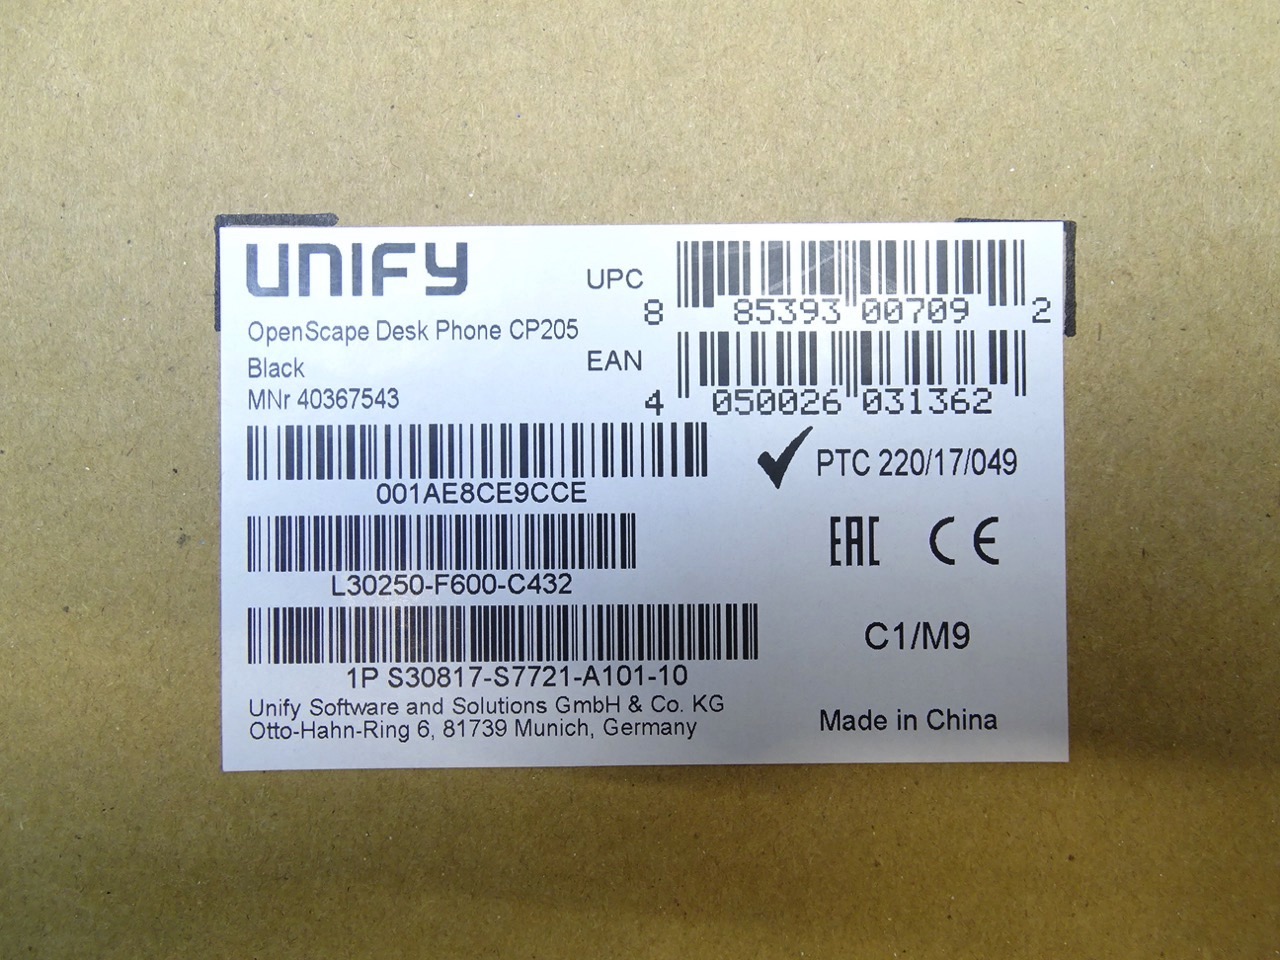 UNIFY
OpenScape Desk Phone CP205
Black
MNr 40367543
UPC
8 85393 00709 2
EAN
4 050026 031362
001AE8CE9CCE
PTC 220/17/049
L30250-F600-C432
EAC CE
1P S30817-S7721-A101-10
C1/M9
Unify Software and Solutions GmbH & Co. KG
Otto-Hahn-Ring 6, 81739 Munich, Germany
Made in China